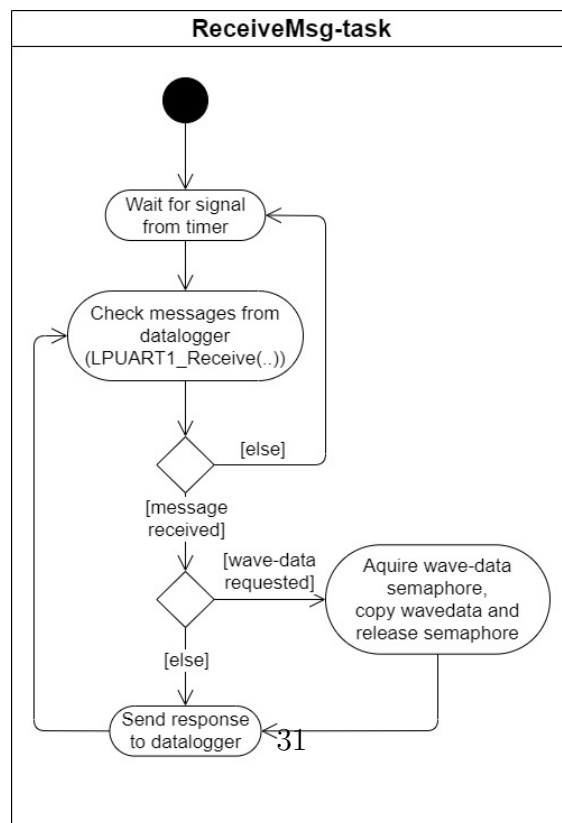 ReceiveMsg-task
Wait for signal
from timer
Check messages from
datalogger
(LPUART1_Receive(..))
[else]
[message
received]
[wave-data
requested]
Aquire wave-data
semaphore,
copy wavedata and
release semaphore
[else]
Send response
to datalogger
31